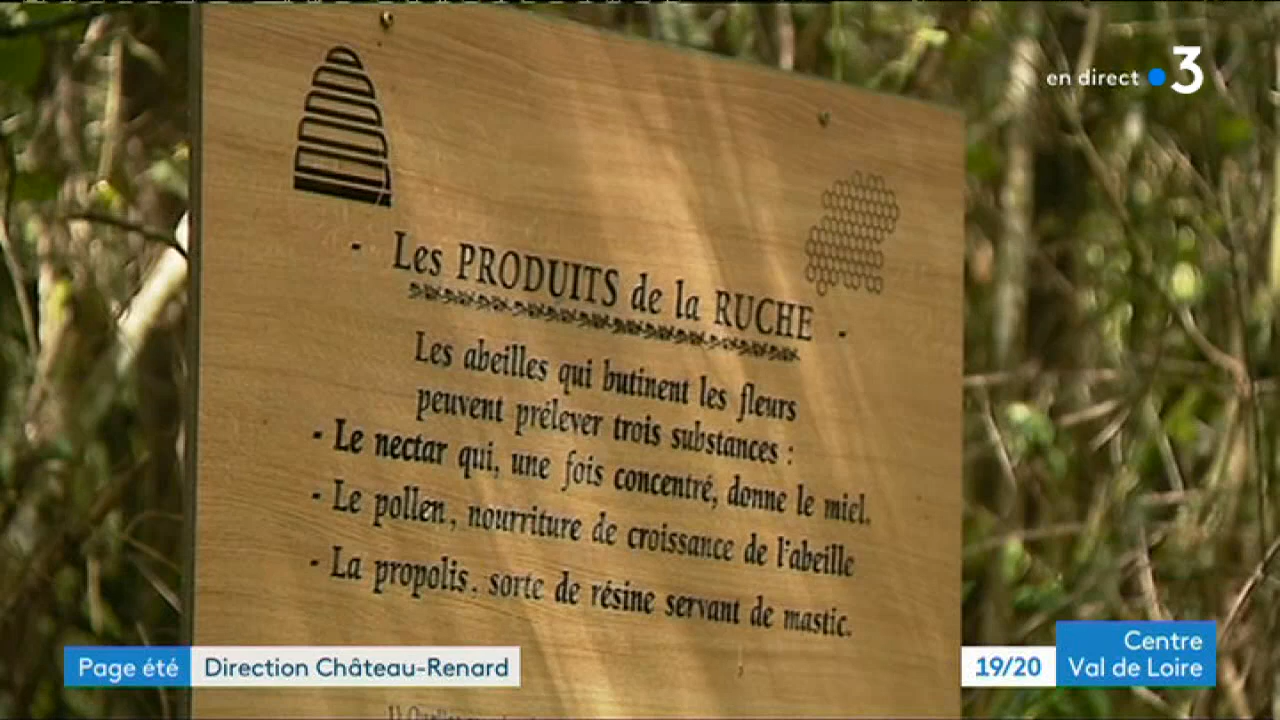 en direct 3
- Les PRODUITS de la RUCHE -
Les abeilles qui butinent les fleurs
peuvent prélever trois substances :
- Le nectar qui, une fois concentré, donne le miel.
- Le pollen, nourriture de croissance de l'abeille
- La propolis. sorte de résine servant de mastic.
Page été Direction Château-Renard
19/20 Centre
Val de Loire